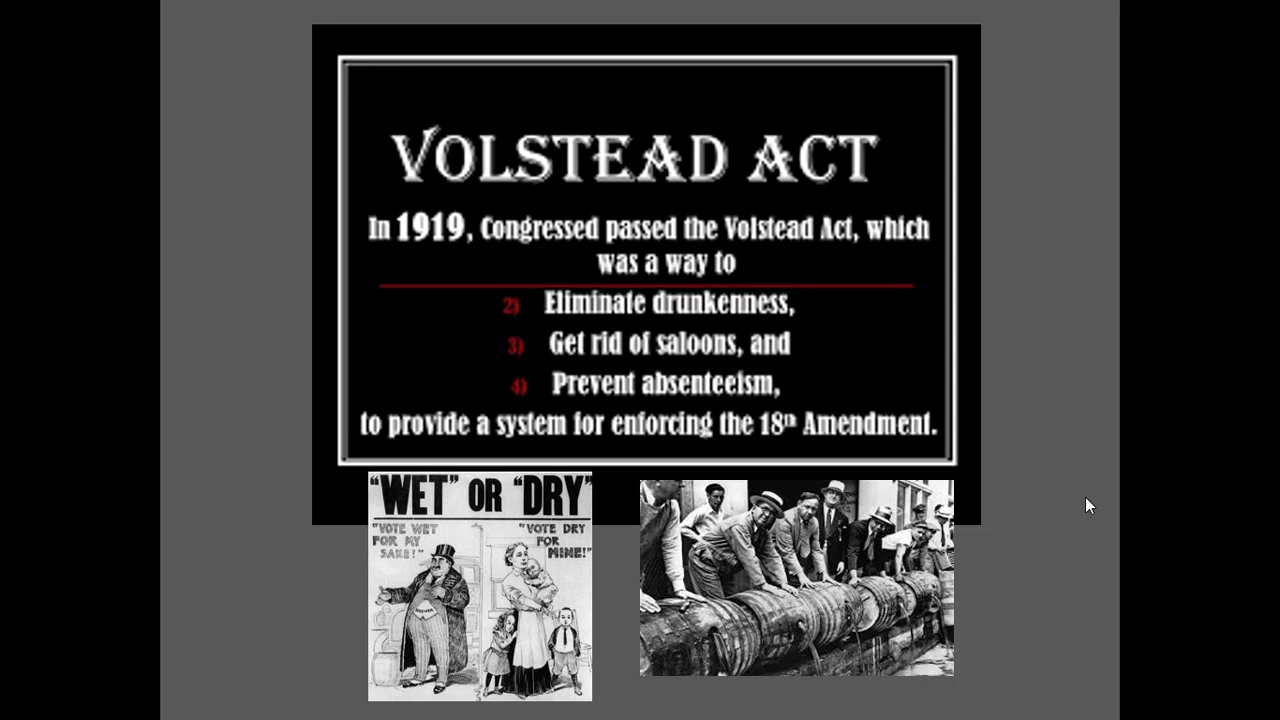 VOLSTEAD ACT
In 1919, Congressed passed the Volstead Act, which
was a way to
2) Eliminate drunkenness,
3) Get rid of saloons, and
4) Prevent absenteeism,
to provide a system for enforcing the 18th Amendment.
"WET" OR "DRY"
"VOTE WET
FOR MY
SAKE!"
"VOTE DRY
FOR
MINE!"